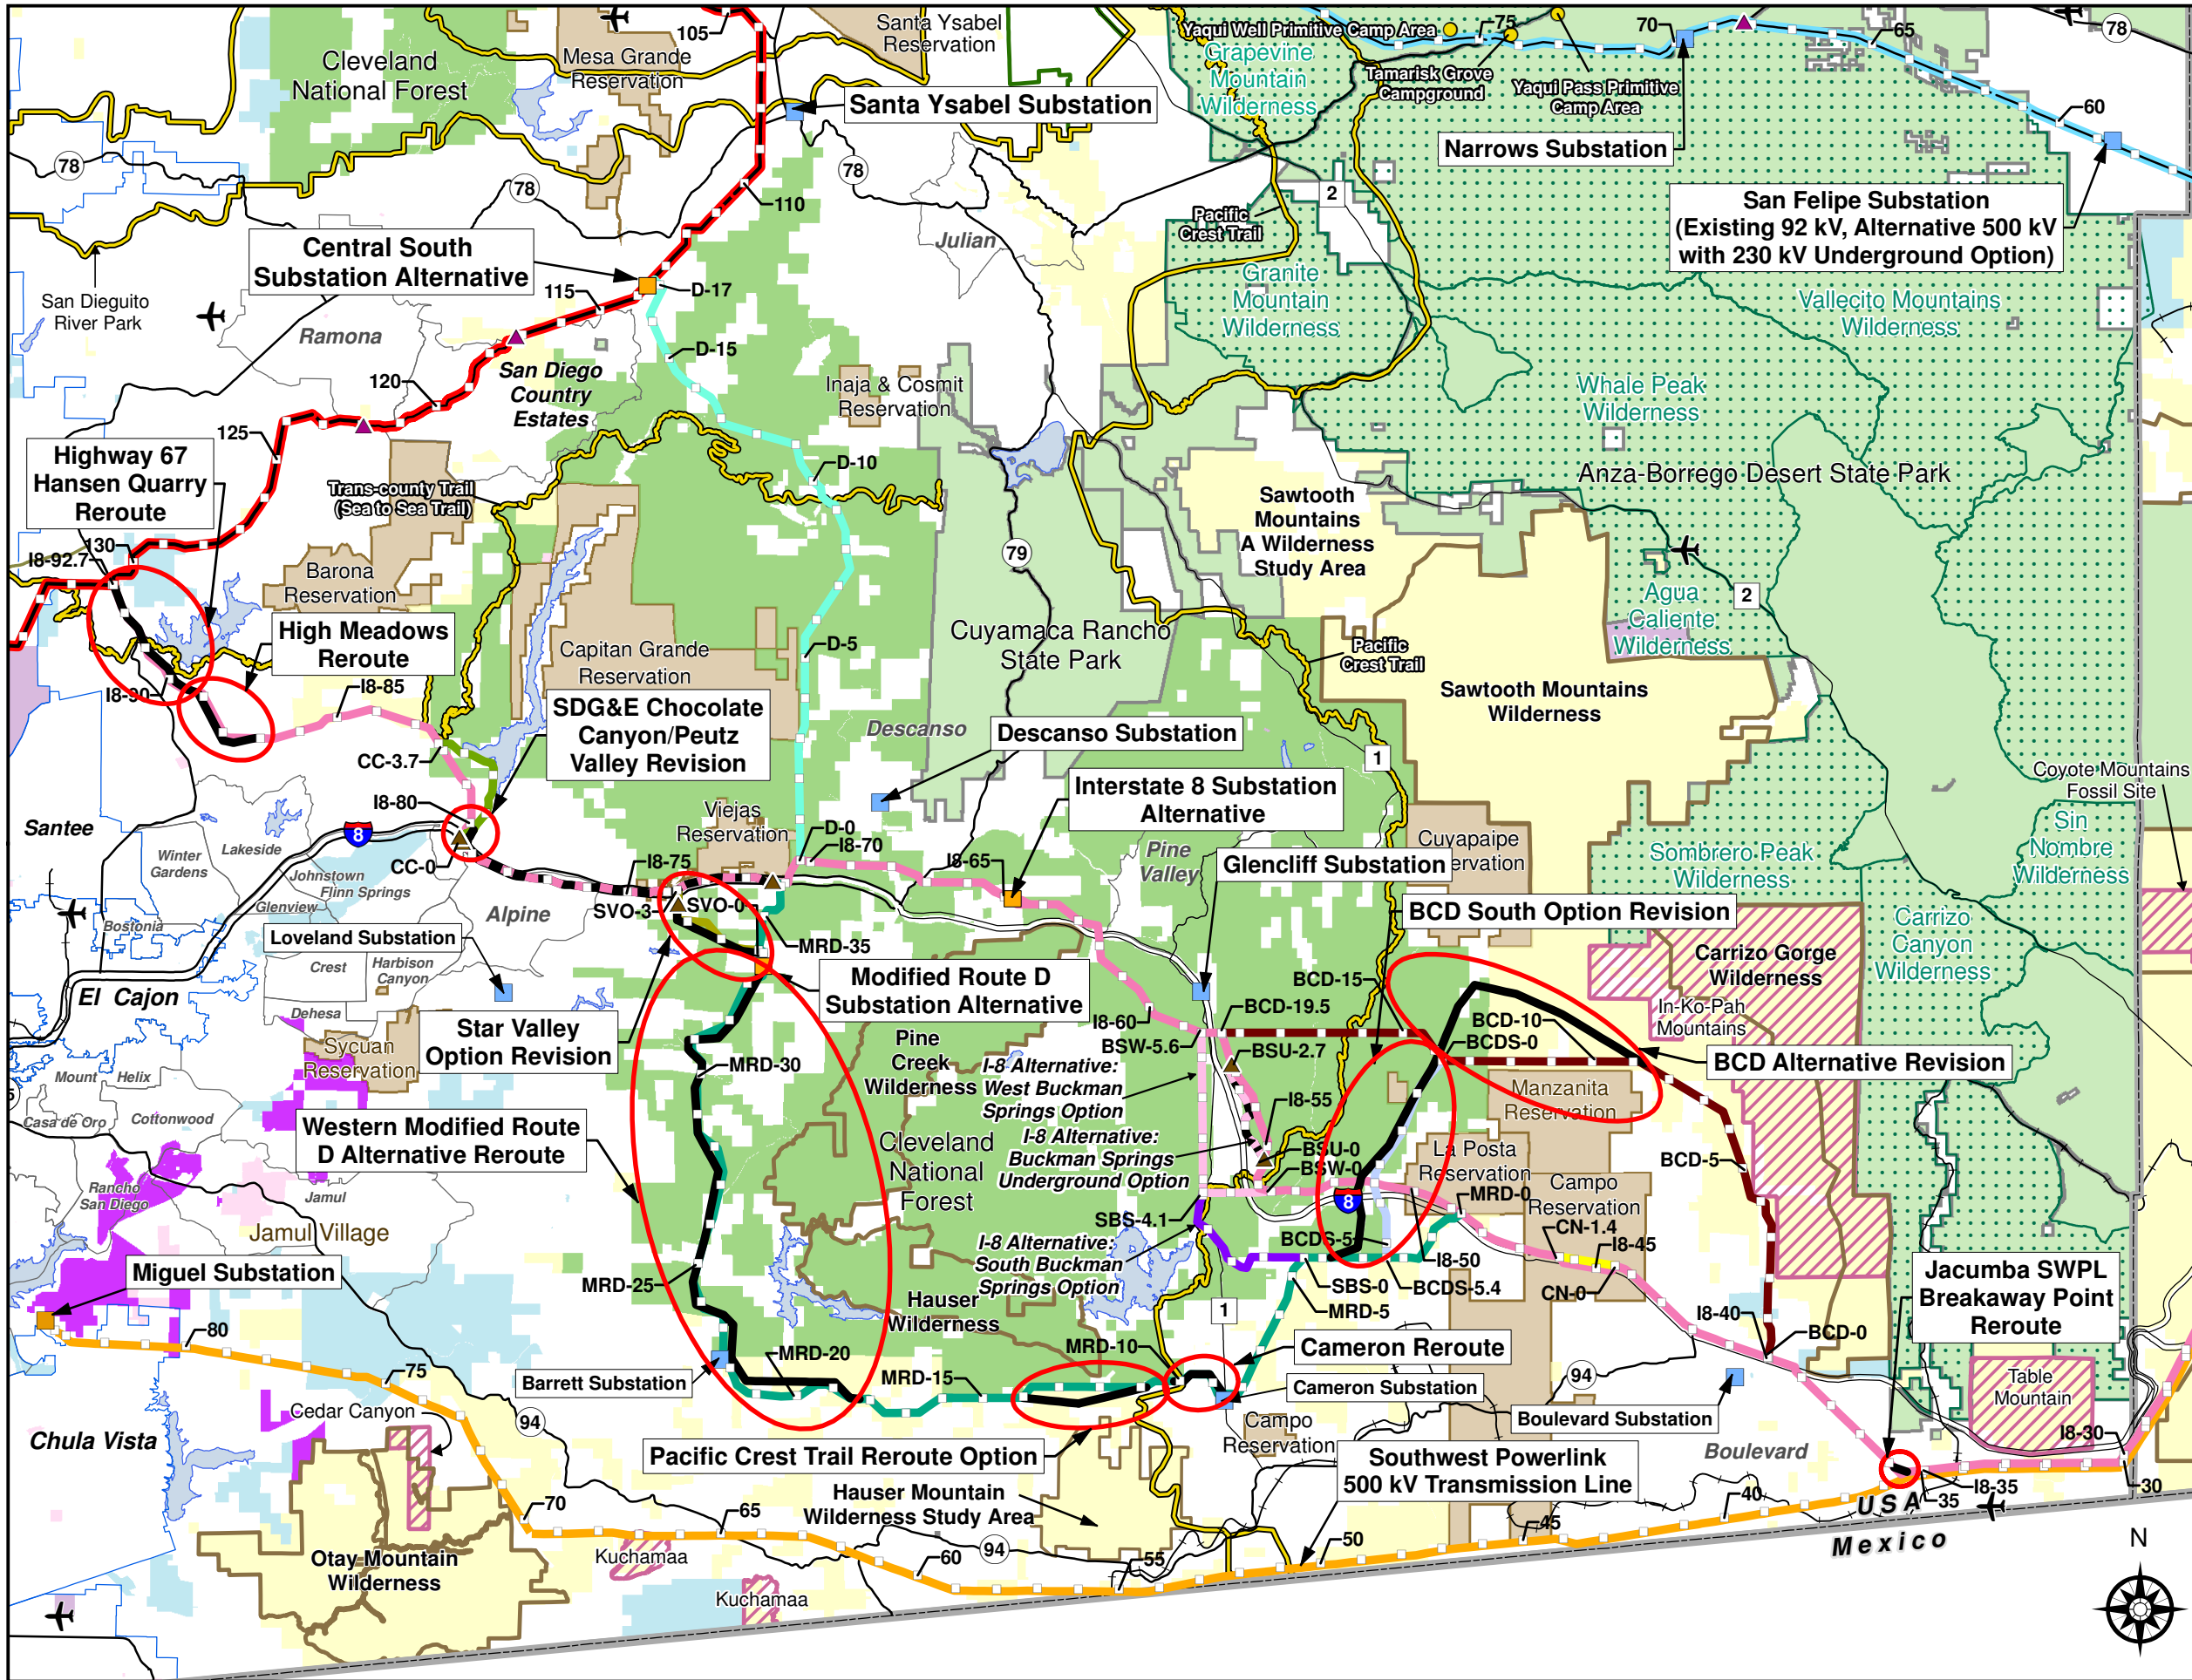 105
Santa Ysabel
Reservation
Mesa Grande
Reservation
Cleveland
National Forest
Yaqui Well Primitive Camp Area
75
70
65
78
Grapevine
Mountain
Wilderness
Tamarisk Grove
Campground
Yaqui Pass Primitive
Camp Area
Santa Ysabel Substation
60
Narrows Substation
78
78
78
110
2
San Felipe Substation
(Existing 92 kV, Alternative 500 kV
with 230 kV Underground Option)
Pacific
Crest Trail
Julian
Central South
Substation Alternative
Granite
Mountain
Wilderness
D-17
115
San Dieguito
River Park
Vallecito Mountains
Wilderness
Ramona
D-15
San Diego
Country
Estates
120
Inaja & Cosmit
Reservation
Whale Peak
Wilderness
125
Highway 67
Hansen Quarry
Reroute
D-10
Anza-Borrego Desert State Park
Trans-county Trail
(Sea to Sea Trail)
Sawtooth
Mountains
A Wilderness
Study Area
79
130
I8-92.7
Barona
Reservation
Agua
Caliente
Wilderness
2
High Meadows
Reroute
Cuyamaca Rancho
State Park
D-5
Capitan Grande
Reservation
Pacific
Crest Trail
I8-90
I8-85
Sawtooth Mountains
Wilderness
SDG&E Chocolate
Canyon/Peutz
Valley Revision
Descanso
Descanso Substation
CC-3.7
1
Coyote Mountains
Fossil Site
Interstate 8 Substation
Alternative
I8-80
Viejas
Reservation
Santee
8
D-0
I8-70
Sin
Nombre
Wilderness
Cuyapaipe
ervation
Winter
Gardens
Lakeside
Pine
Valley
I8-65
Glencliff Substation
Sombrero Peak
Wilderness
CC-0
I8-75
Johnstown
Flinn Springs
Glenview
Alpine
SVO-3
SVO-0
BCD South Option Revision
Bostonia
Carrizo
Canyon
Wilderness
Loveland Substation
MRD-35
Carrizo Gorge
Wilderness
Crest
Harbison
Canyon
Modified Route D
Substation Alternative
BCD-15
El Cajon
Dehesa
BCD-19.5
In-Ko-Pah
Mountains
Star Valley
Option Revision
I8-60
BCD-10
Pine
Creek
Wilderness
BSW-5.6
BSU-2.7
BCDS-0
Sycuan
Reservation
MRD-30
BCD Alternative Revision
I-8 Alternative:
West Buckman
Springs Option
Mount Helix
Manzanita
Reservation
Casa de Oro
Cottonwood
I8-55
Western Modified Route
D Alternative Reroute
Cleveland
National
Forest
I-8 Alternative:
Buckman Springs
Underground Option
BSU-0
BSW-0
La Posta
Reservation
BCD-5
Rancho
San Diego
Jamul
Campo
Reservation
MRD-0
8
Jamul Village
SBS-4.1
CN-1.4
I8-45
BCDS-5
I-8 Alternative:
South Buckman
Springs Option
I8-50
Miguel Substation
MRD-25
SBS-0
BCDS-5.4
CN-0
Jacumba SWPL
Breakaway Point
Reroute
Hauser
Wilderness
1
MRD-5
I8-40
BCD-0
80
MRD-10
Cameron Reroute
MRD-20
75
Barrett Substation
MRD-15
Cameron Substation
94
Table
Mountain
Cedar Canyon
94
Campo
Reservation
Boulevard Substation
I8-30
Chula Vista
Pacific Crest Trail Reroute Option
Southwest Powerlink
500 kV Transmission Line
Boulevard
I8-35
30
Hauser Mountain
Wilderness Study Area
40
USA
35
70
65
45
Mexico
N
50
Otay Mountain
Wilderness
Kuchamaa
94
60
55
Kuchamaa